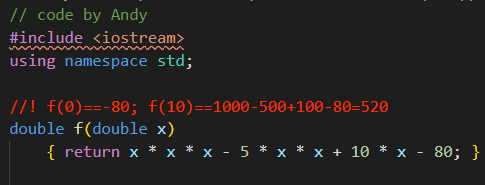 // code by Andy
#include <iostream>
using namespace std;
//! f(0)==-80; f(10)==1000-500+100-80=520
double f(double x)
{ return x * x * x - 5 * x * x + 10 * x - 80; }